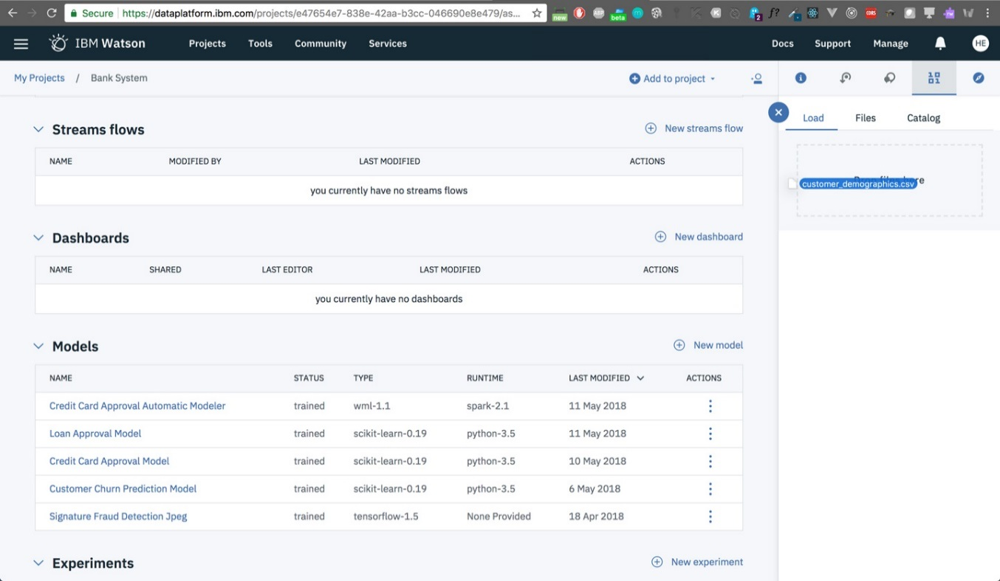 Secure https://dataplatform.ibm.com/projects/e47654e7-838e-42aa-b3cc-046690e8e479/as...
new ABP beta 2 f? CORS
IBM Watson Projects Tools Community Services Docs Support Manage HE
My Projects / Bank System Add to project
Load Files Catalog
Streams flows New streams flow
NAME MODIFIED BY LAST MODIFIED ACTIONS
you currently have no streams flows
customer_demographics.csv
Dashboards New dashboard
NAME SHARED LAST EDITOR LAST MODIFIED ACTIONS
you currently have no dashboards
Models New model
NAME STATUS TYPE RUNTIME LAST MODIFIED ACTIONS
Credit Card Approval Automatic Modeler trained wml-1.1 spark-2.1 11 May 2018
Loan Approval Model trained scikit-learn-0.19 python-3.5 11 May 2018
Credit Card Approval Model trained scikit-learn-0.19 python-3.5 10 May 2018
Customer Churn Prediction Model trained scikit-learn-0.19 python-3.5 6 May 2018
Signature Fraud Detection Jpeg trained tensorflow-1.5 None Provided 18 Apr 2018
Experiments New experiment